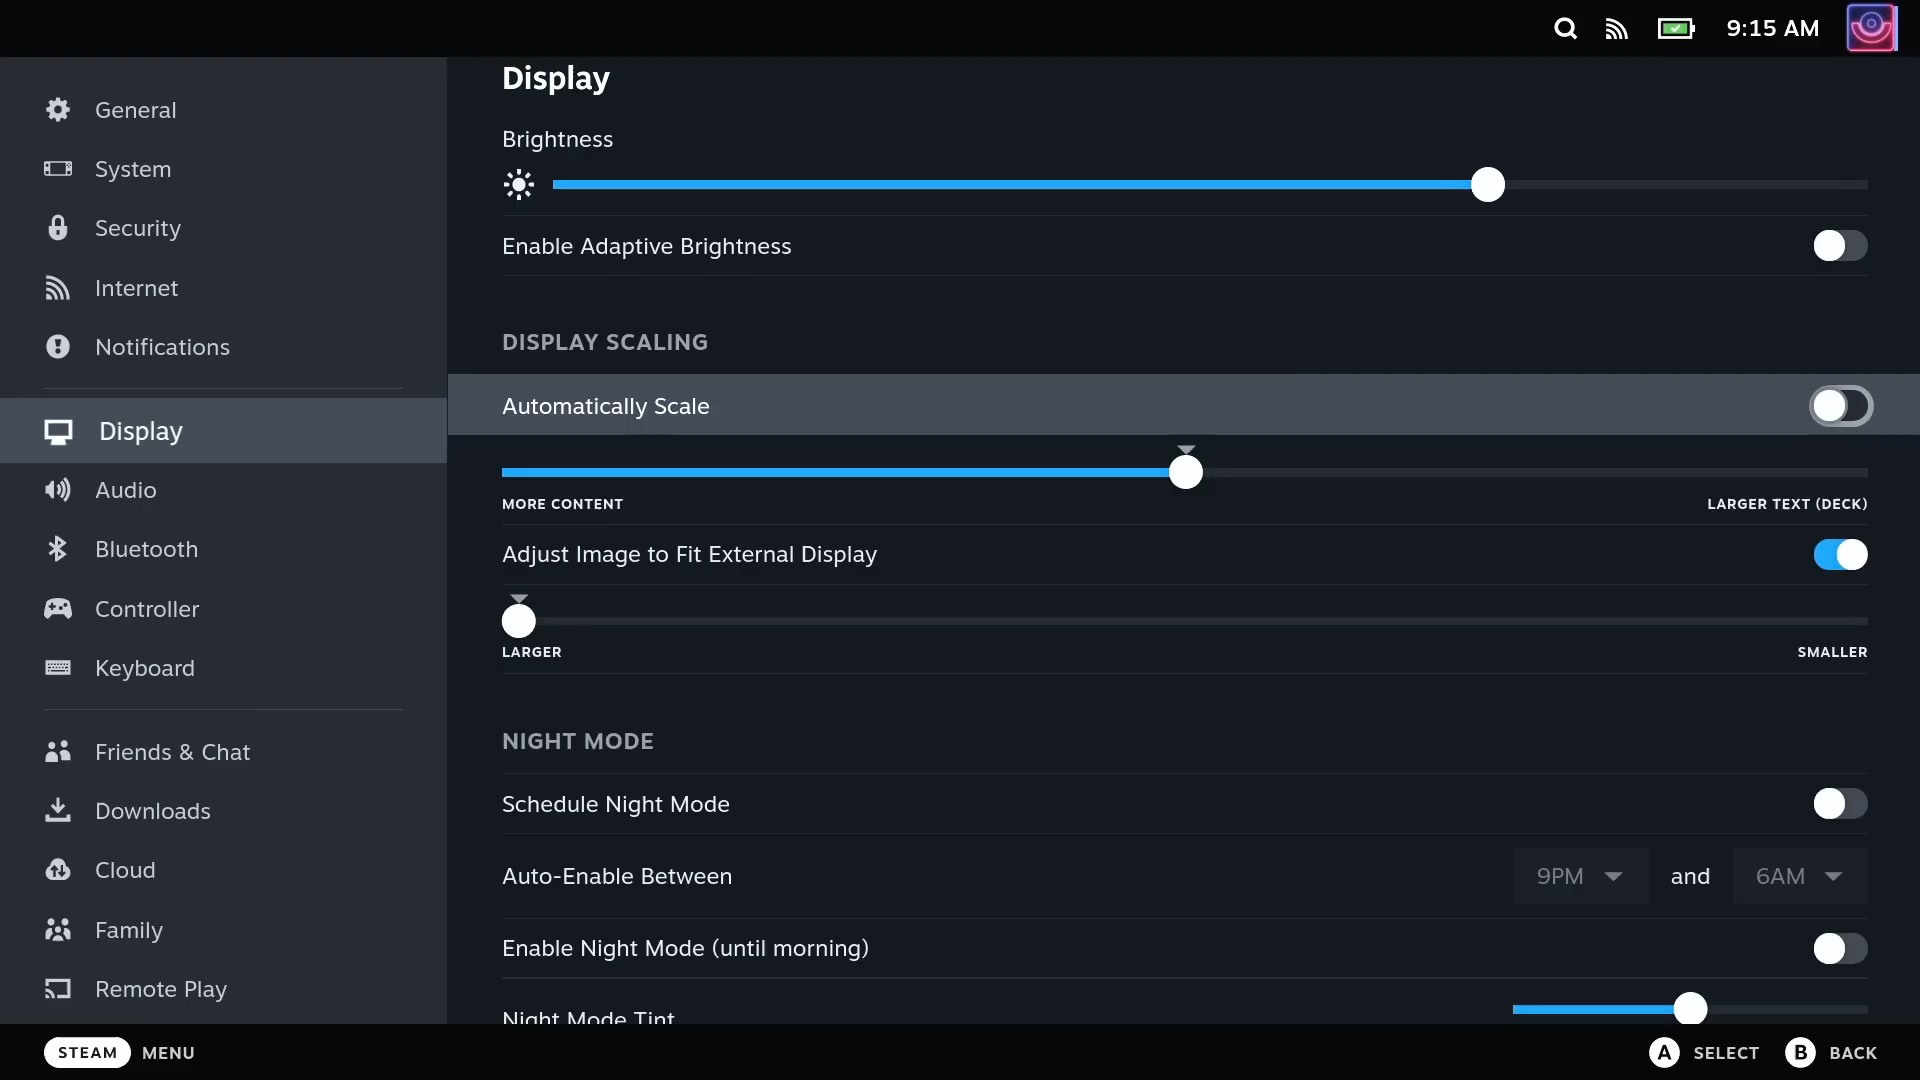 9:15 AM
General
System
Security
Internet
Notifications
Display
Audio
Bluetooth
Controller
Keyboard
Friends & Chat
Downloads
Cloud
Family
Remote Play
Display
Brightness
Enable Adaptive Brightness
DISPLAY SCALING
Automatically Scale
MORE CONTENT LARGER TEXT (DECK)
Adjust Image to Fit External Display
LARGER SMALLER
NIGHT MODE
Schedule Night Mode
Auto-Enable Between 9PM and 6AM
Enable Night Mode (until morning)
Night Mode Tint
STEAM MENU A SELECT B BACK